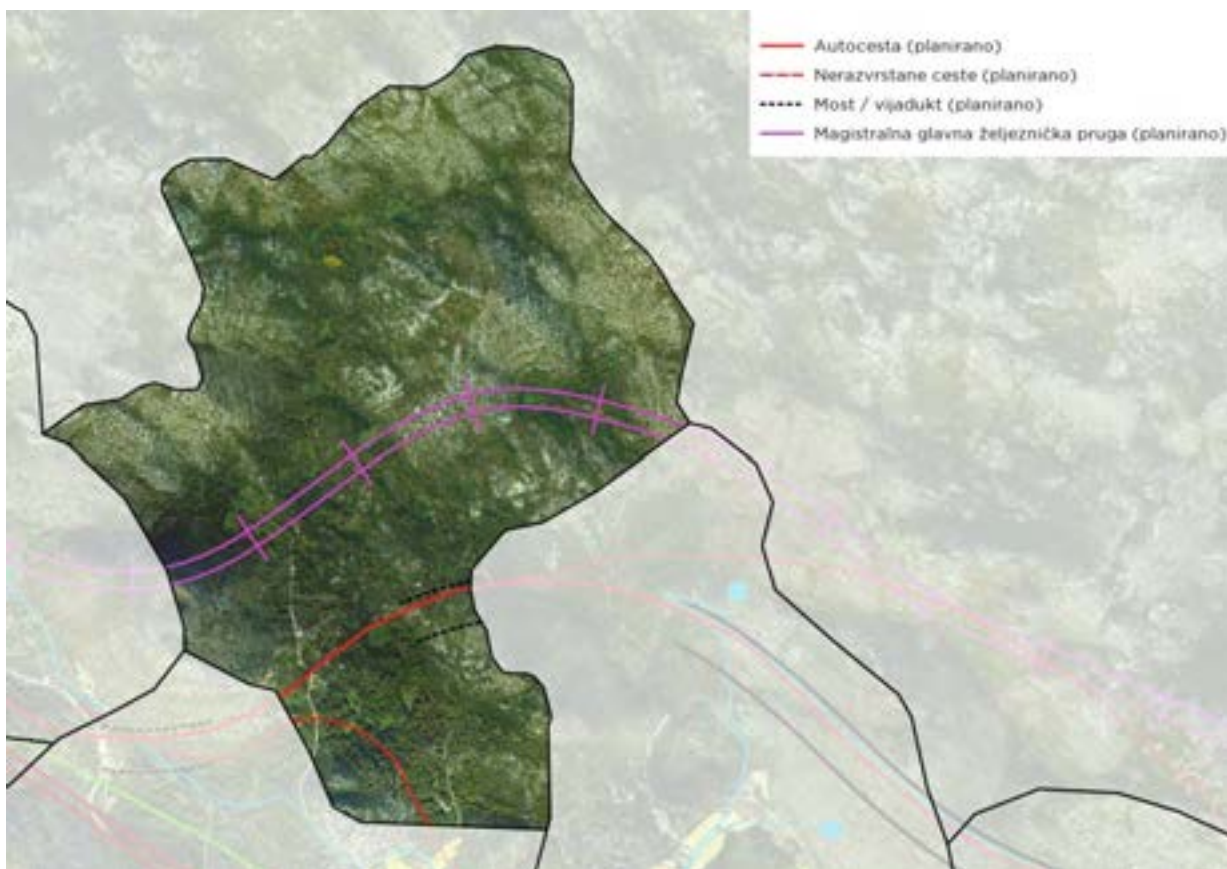 Autocesta (planirano)
Nerazvrstane ceste (planirano)
Most / vijadukt (planirano)
Magistralna glavna željeznička pruga (planirano)